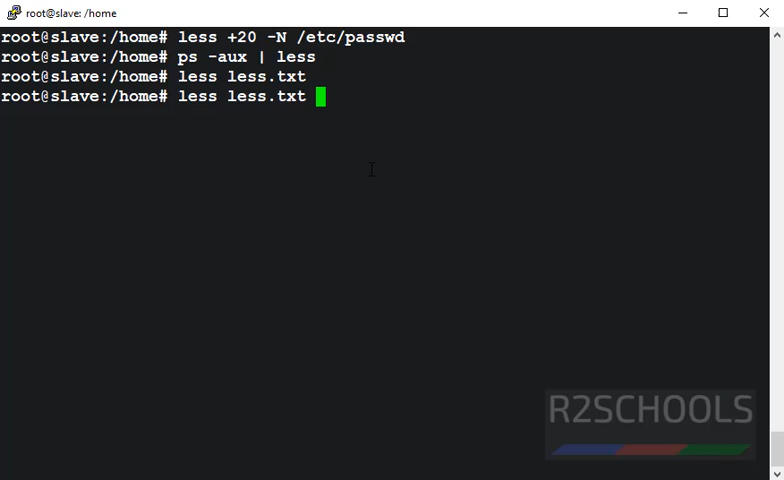 root@slave: /home
root@slave:/home# less +20 -N /etc/passwd
root@slave:/home# ps -aux | less
root@slave:/home# less less.txt
root@slave:/home# less less.txt
R2SCHOOLS